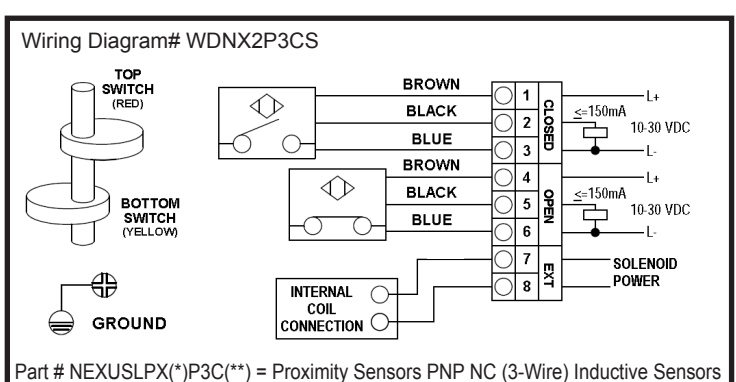 Wiring Diagram# WDNX2P3CS
TOP
SWITCH
(RED)
BOTTOM
SWITCH
(YELLOW)
GROUND
BROWN
BLACK
BLUE
BROWN
BLACK
BLUE
INTERNAL
COIL
CONNECTION
1
2
3
4
5
6
7
8
CLOSED
OPEN
EXT
L+
<=150mA
10-30 VDC
L-
L+
<=150mA
10-30 VDC
L-
SOLENOID
POWER
Part # NEXUSLPX(*)P3C(**) = Proximity Sensors PNP NC (3-Wire) Inductive Sensors